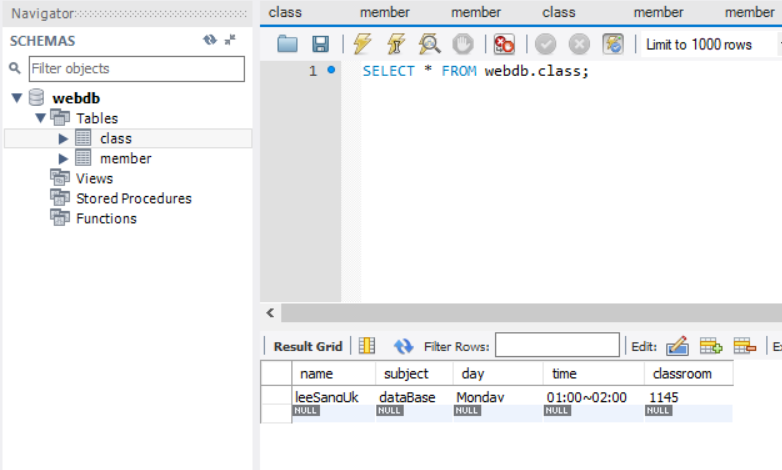 Navigator
class member member class member member
SCHEMAS
Limit to 1000 rows
Filter objects
1 SELECT * FROM webdb.class;
webdb
Tables
class
member
Views
Stored Procedures
Functions
Result Grid Filter Rows: Edit:
name subject day time classroom
leeSangUk dataBase Monday 01:00~02:00 1145
NULL NULL NULL NULL NULL